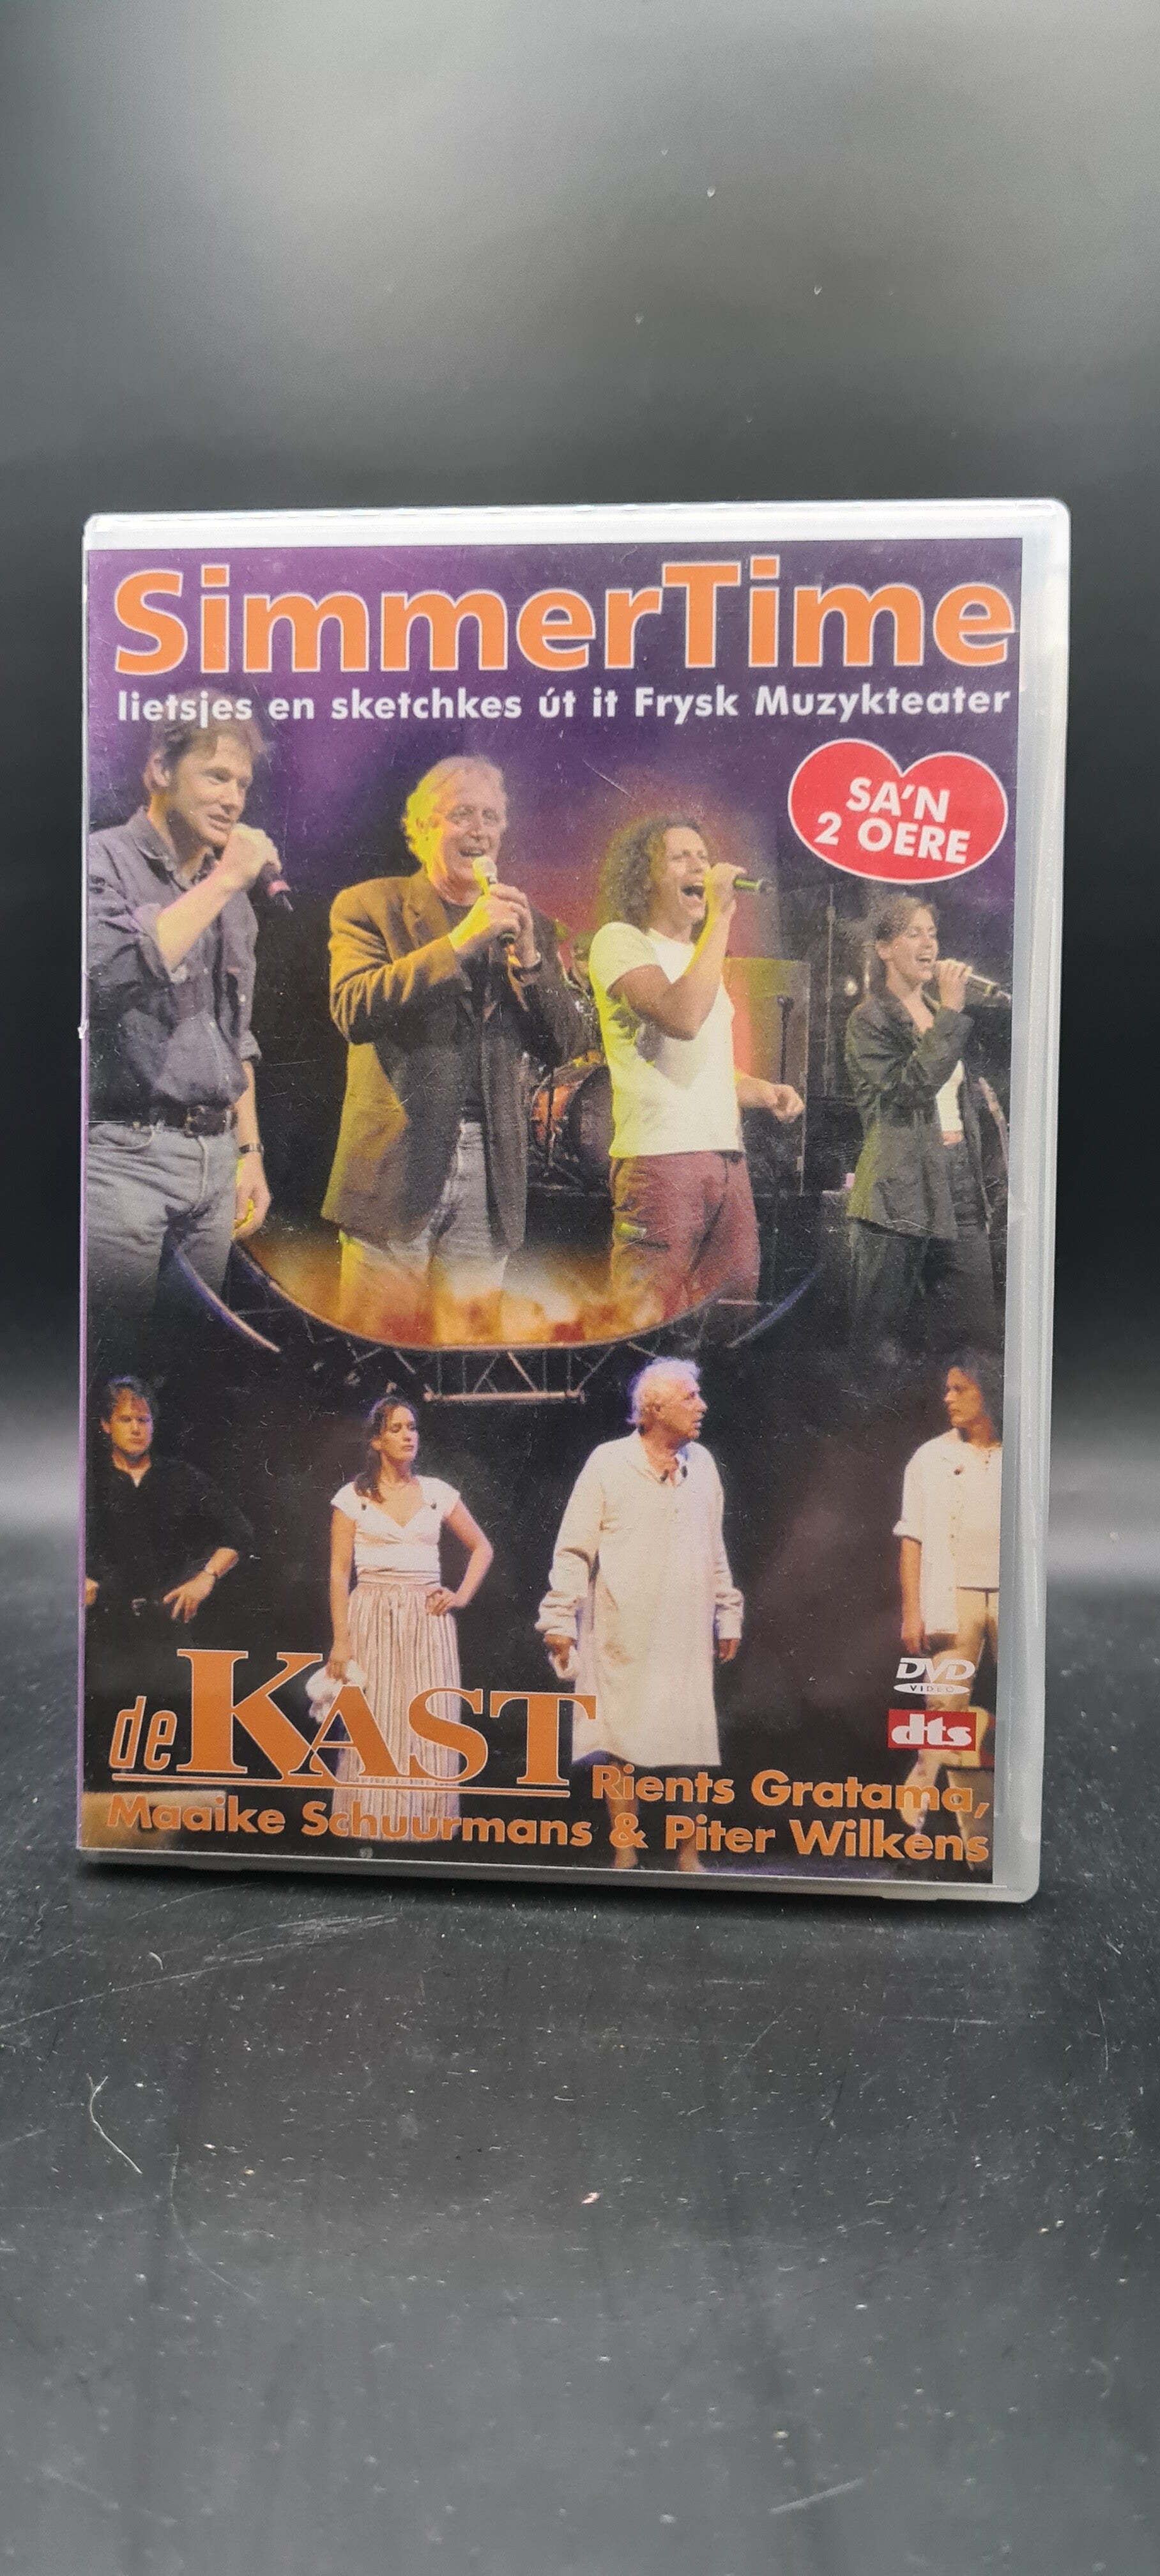 SimmerTime
lietsjes en sketchkes út it Frysk Muzykteater
SA'N
2 OERE
de KAST
DVD
VIDEO
dts
Rients Gratama,
Maaike Schuurmans & Piter Wilkens